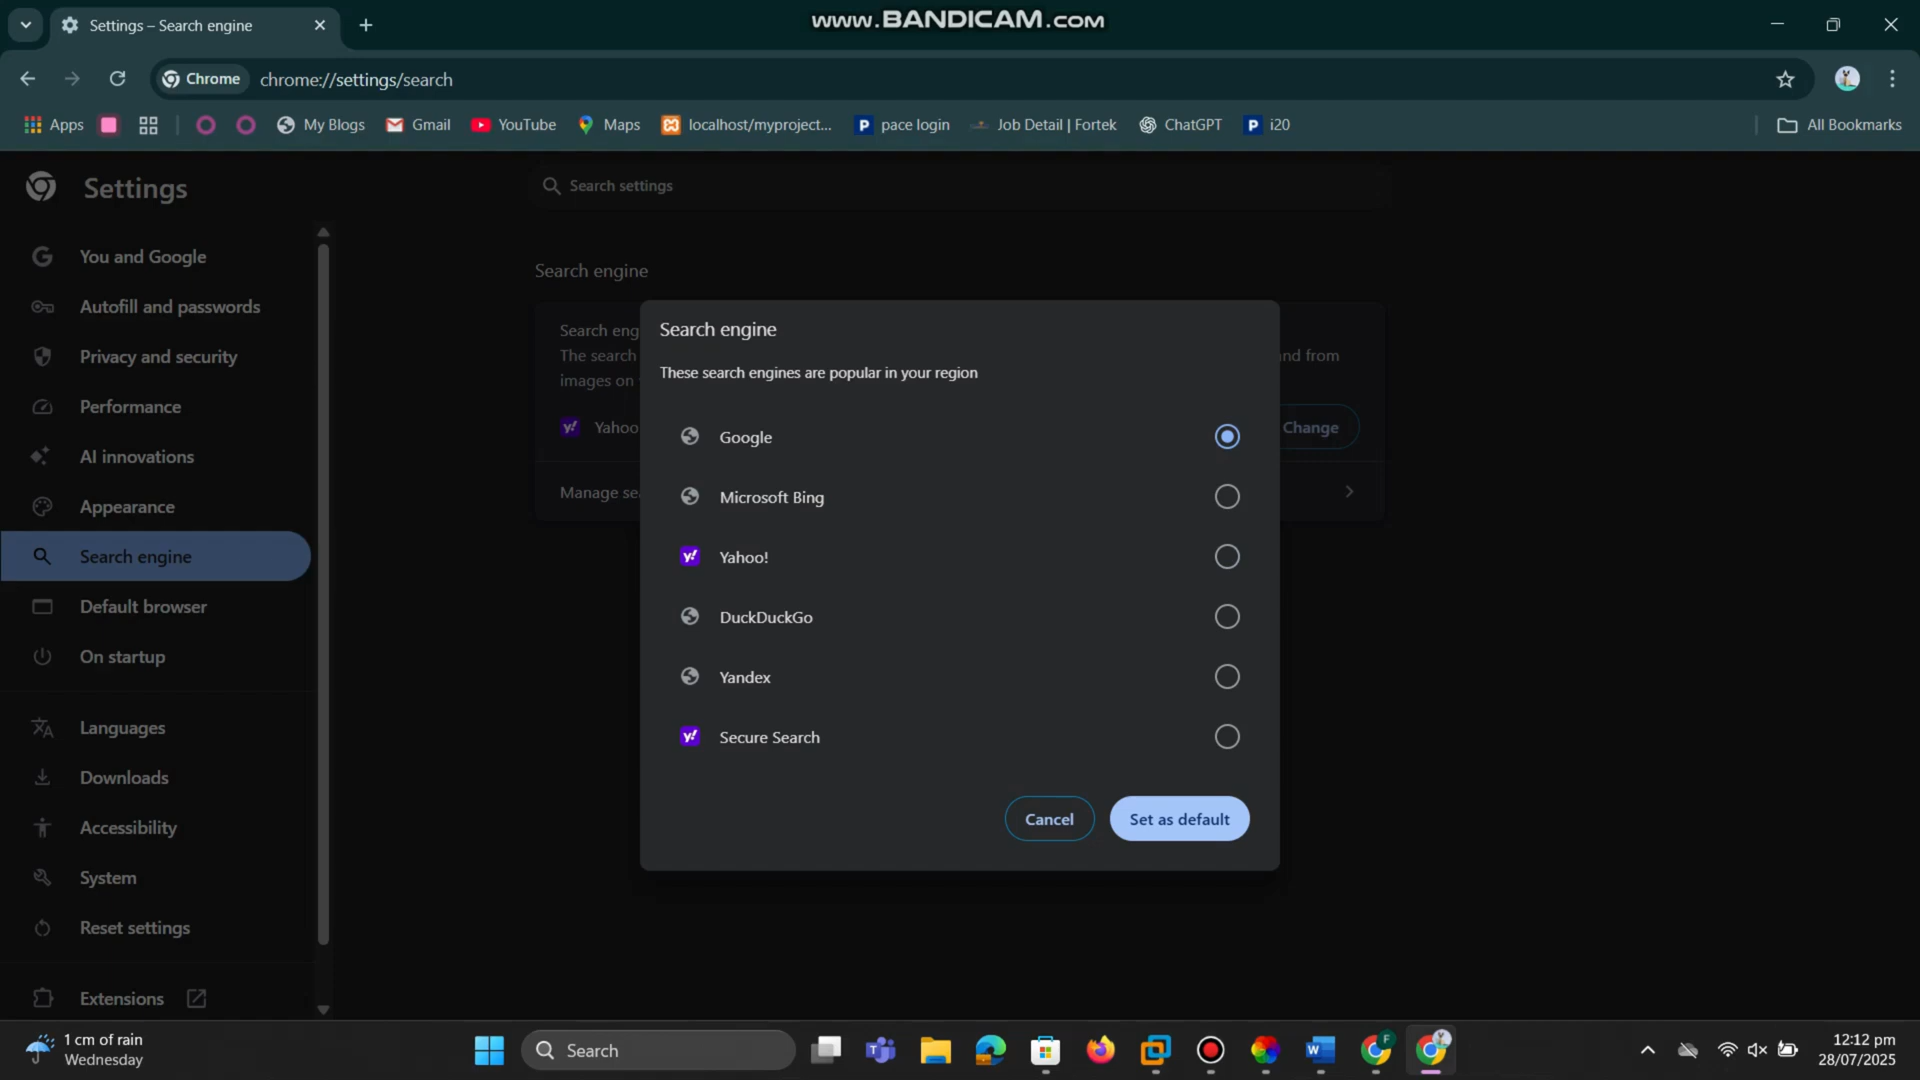 Settings – Search engine
www.BANDICAM.com
Chrome
chrome://settings/search
Apps
My Blogs
Gmail
YouTube
Maps
localhost/myproject...
pace login
Job Detail | Fortek
ChatGPT
i20
All Bookmarks
Settings
Search settings
You and Google
Autofill and passwords
Privacy and security
Performance
AI innovations
Appearance
Search engine
Default browser
On startup
Languages
Downloads
Accessibility
System
Reset settings
Extensions
Search engine
Search eng
The search
nd from
images on
Yahoo
Change
Manage se
Search engine
These search engines are popular in your region
Google
Microsoft Bing
Yahoo!
DuckDuckGo
Yandex
Secure Search
Cancel
Set as default
1 cm of rain
Wednesday
Search
12:12 pm
28/07/2025